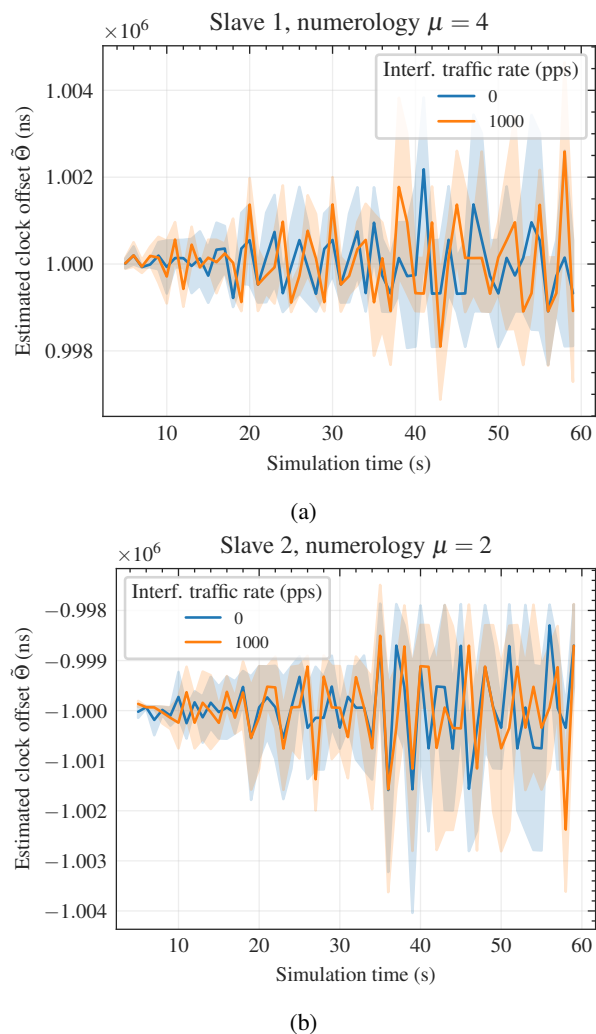 Slave 1, numerology μ = 4
×10⁶
Interf. traffic rate (pps)
0
1000
Estimated clock offset Θ̃ (ns)
1.004
1.002
1.000
0.998
10 20 30 40 50 60
Simulation time (s)
(a)
Slave 2, numerology μ = 2
×10⁶
Interf. traffic rate (pps)
0
1000
Estimated clock offset Θ̃ (ns)
−0.998
−0.999
−1.000
−1.001
−1.002
−1.003
−1.004
10 20 30 40 50 60
Simulation time (s)
(b)